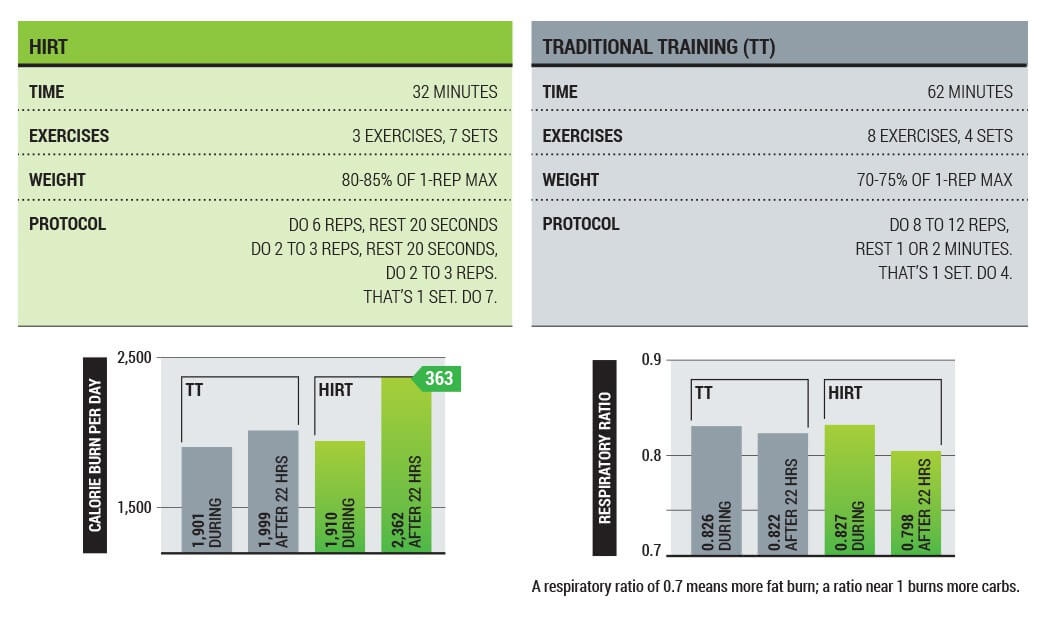 HIRT
TIME 32 MINUTES
EXERCISES 3 EXERCISES, 7 SETS
WEIGHT 80-85% OF 1-REP MAX
PROTOCOL DO 6 REPS, REST 20 SECONDS
DO 2 TO 3 REPS, REST 20 SECONDS,
DO 2 TO 3 REPS.
THAT'S 1 SET. DO 7.
TRADITIONAL TRAINING (TT)
TIME 62 MINUTES
EXERCISES 8 EXERCISES, 4 SETS
WEIGHT 70-75% OF 1-REP MAX
PROTOCOL DO 8 TO 12 REPS,
REST 1 OR 2 MINUTES.
THAT'S 1 SET. DO 4.
CALORIE BURN PER DAY
2,500
1,500
TT
HIRT
363
1,901
DURING
1,999
AFTER 22 HRS
1,910
DURING
2,362
AFTER 22 HRS
RESPIRATORY RATIO
0.9
0.8
0.7
TT
HIRT
0.826
DURING
0.822
AFTER 22 HRS
0.827
DURING
0.798
AFTER 22 HRS
A respiratory ratio of 0.7 means more fat burn; a ratio near 1 burns more carbs.